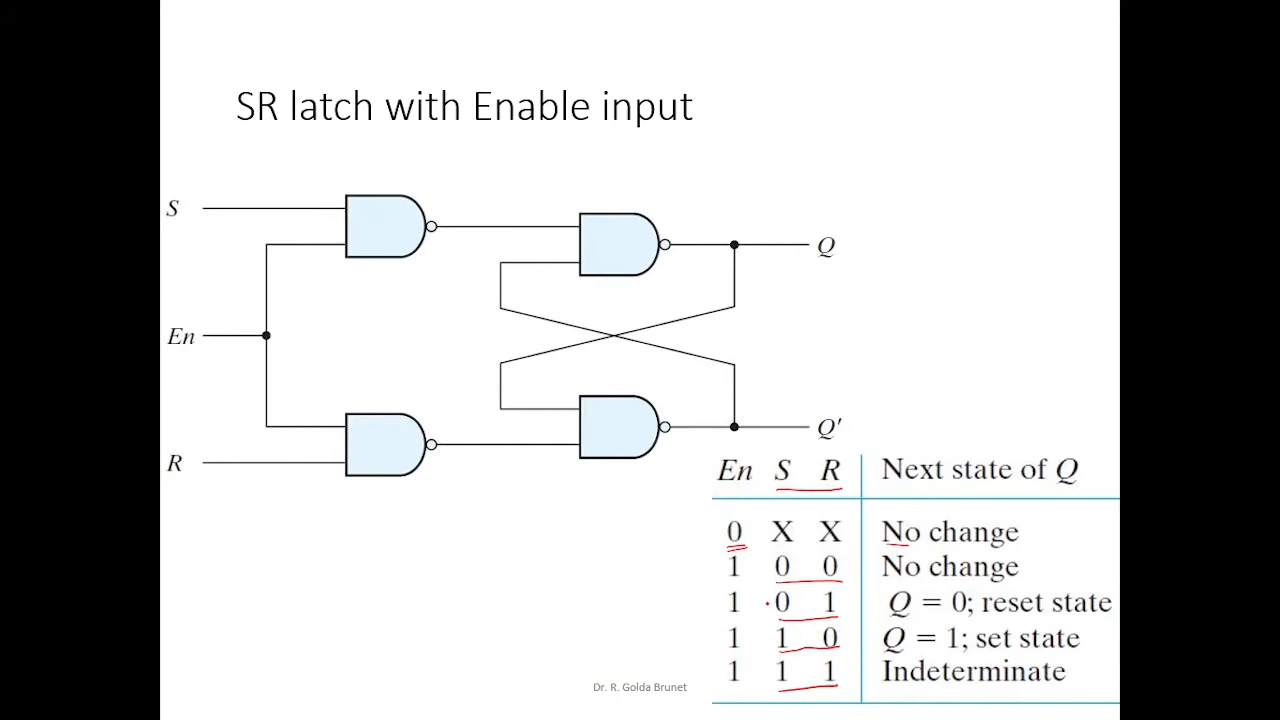 SR latch with Enable input
S
En
R
Q
Q′
En S R Next state of Q
0 X X No change
1 0 0 No change
1 0 1 Q = 0; reset state
1 1 0 Q = 1; set state
1 1 1 Indeterminate
Dr. R. Golda Brunet